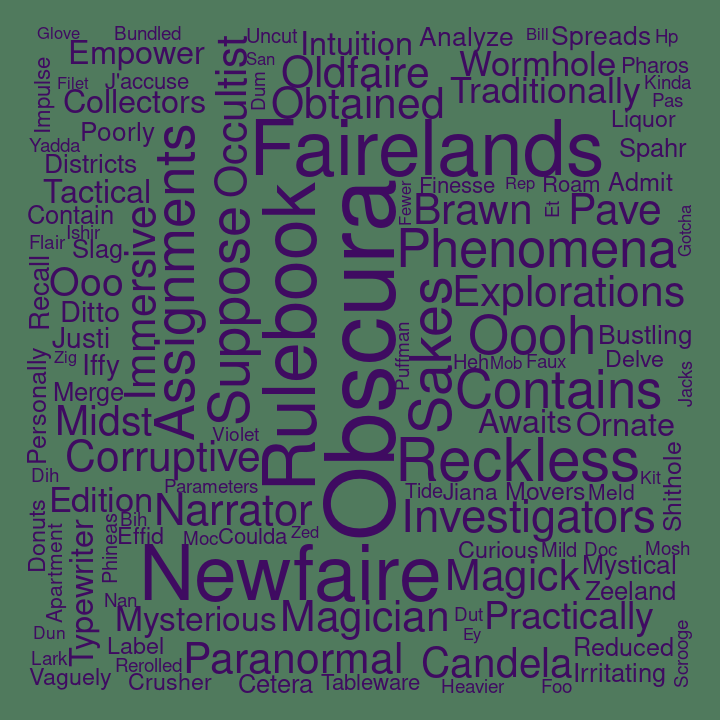 Glove
Bundled
Uncut
Intuition
Analyze
Bill
Spreads
Hp
Empower
San
Oldfaire
Wormhole
Pharos
Impulse
Filet
J'accuse
Occultist
Dum
Traditionally
Kinda
Collectors
Obtained
Pas
Poorly
Liquor
Yadda
Fairelands
Spahr
Districts
Assignments
Tactical
Finesse
Rep
Roam
Admit
Contain
Immersive
Suppose
Rulebook
Obscura
Fewer
Brawn
Et
Pave
Gotcha
Flair
Ishir
Slag
Phenomena
Recall
Ooo
Sakes
Explorations
Ditto
Justi
Puffman
Oooh
Bustling
Zig
Iffy
Heh
Mob
Faux
Delve
Jacks
Personally
Merge
Contains
Midst
Violet
Awaits
Ornate
Corruptive
Reckless
Dih
Parameters
Kit
Shithole
Edition
Narrator
Tide
Jiana
Movers
Meld
Donuts
Bih
Investigators
Apartment
Typewriter
Phineas
Effid
Moc
Coulda
Zed
Curious
Mild
Doc
Mosh
Newfaire
Magick
Mystical
Nan
Zeeland
Mysterious
Magician
Dut
Practically
Dun
Ey
Label
Reduced
Scrooge
Lark
Rerolled
Paranormal
Candela
Irritating
Vaguely
Crusher
Cetera
Tableware
Heavier
Foo